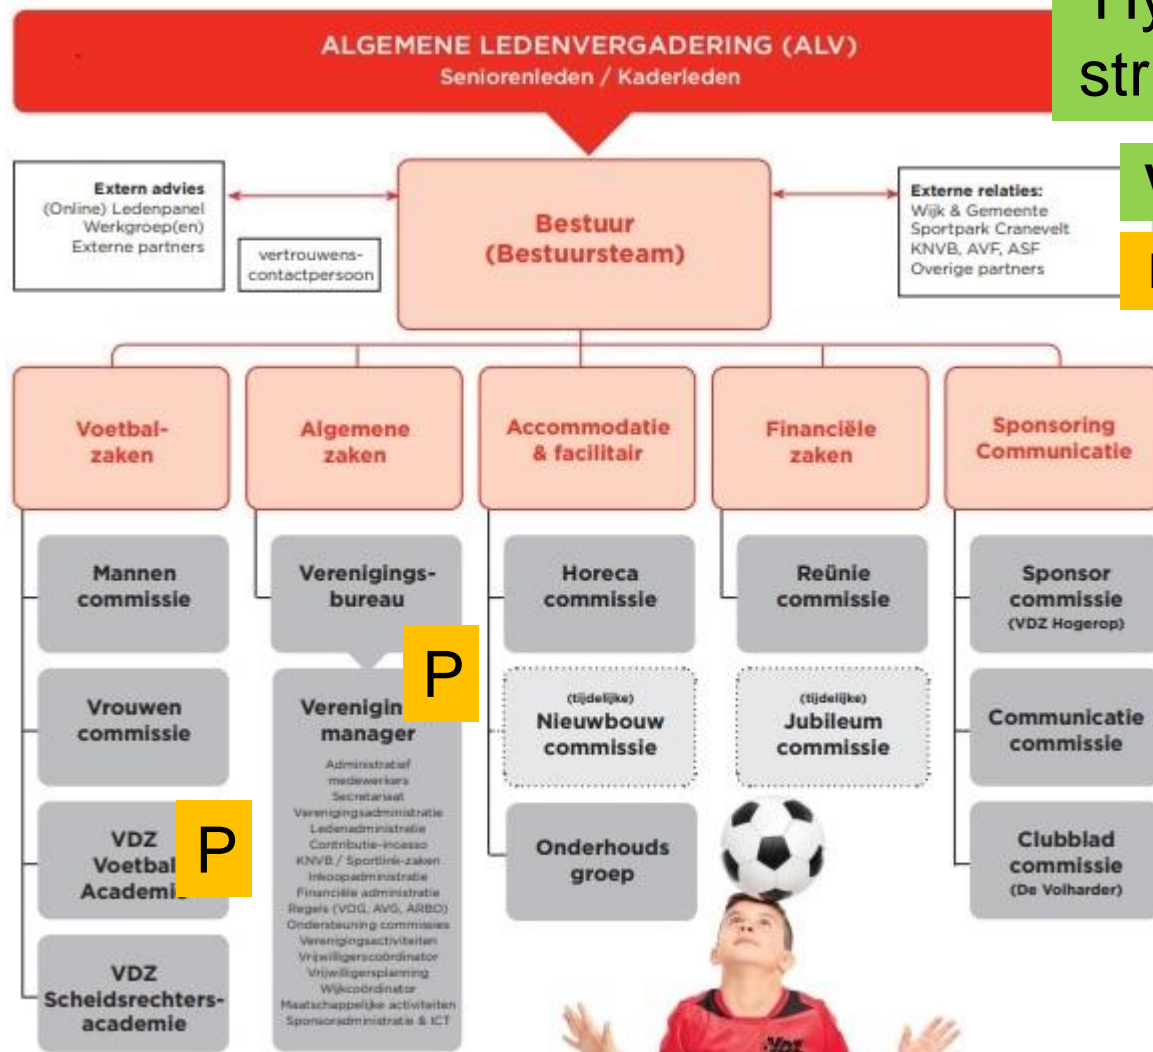 ALGEMENE LEDENVERGADERING (ALV)
Seniorenleden / Kaderleden
str
Extern advies
(Online) Ledenpanel
Werkgroep(en)
Externe partners
vertrouwens-
contactpersoon
Bestuur
(Bestuursteam)
Externe relaties:
Wijk & Gemeente
Sportpark Cranevelt
KNVB, AVF, ASF
Overige partners
Voetbal-
zaken
Algemene
zaken
Accommodatie
& facilitair
Financiële
zaken
Sponsoring
Communicatie
Mannen
commissie
Verenigings-
bureau
Horeca
commissie
Reünie
commissie
Sponsor
commissie
(VDZ Hogerop)
Vrouwen
commissie
P
Verenigin
manager
Administratief
medewerkers
Secretariaat
Verenigingsadministratie
Ledenadministratie
Contributie-incasso
KNVB / Sportlink-zaken
Inkoopadministratie
Financiële administratie
Regels (VOG, AVG, ARBO)
Ondersteuning commissies
Verenigingsactiviteiten
Vrijwilligerscoördinator
Vrijwilligersplanning
Wijkcoördinator
Maatschappelijke activiteiten
Sponsoradministratie & ICT
(tijdelijke)
Nieuwbouw
commissie
(tijdelijke)
Jubileum
commissie
Communicatie
commissie
VDZ
Voetbal
Academi
P
Onderhouds
groep
Clubblad
commissie
(De Volharder)
VDZ
Scheidsrechters-
academie
VDZ